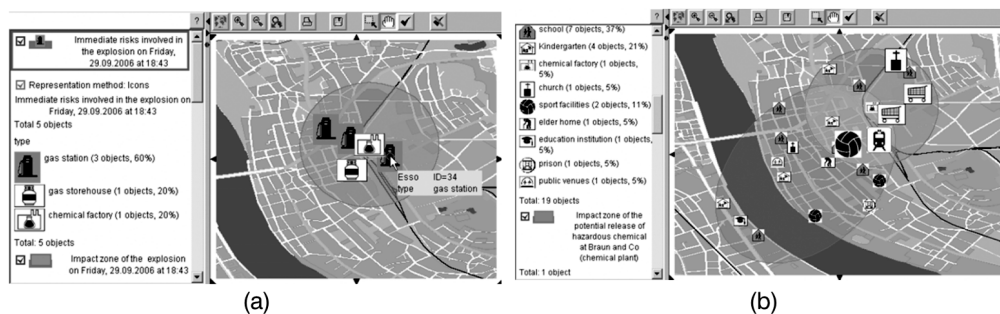 Immediate risks involved in
the explosion on Friday,
29.09.2006 at 18:43
Representation method: Icons
Immediate risks involved in the explosion on
Friday, 29.09.2006 at 18:43
Total 5 objects
type
gas station (3 objects, 60%)
gas storehouse (1 objects, 20%)
chemical factory (1 objects, 20%)
Total: 5 objects
Impact zone of the explosion
on Friday, 29.09.2006 at 18:43
?
Esso ID=34
type gas station
(a)
school (7 objects, 37%)
Kindergarten (4 objects, 21%)
chemical factory (1 objects,
5%)
church (1 objects, 5%)
sport facilities (2 objects, 11%)
elder home (1 objects, 5%)
education institution (1 objects,
5%)
prison (1 objects, 5%)
public venues (1 objects, 5%)
Total: 19 objects
Impact zone of the
potential release of
hazardous chemical
at Braun and Co
(chemical plant)
Total: 1 object
?
(b)